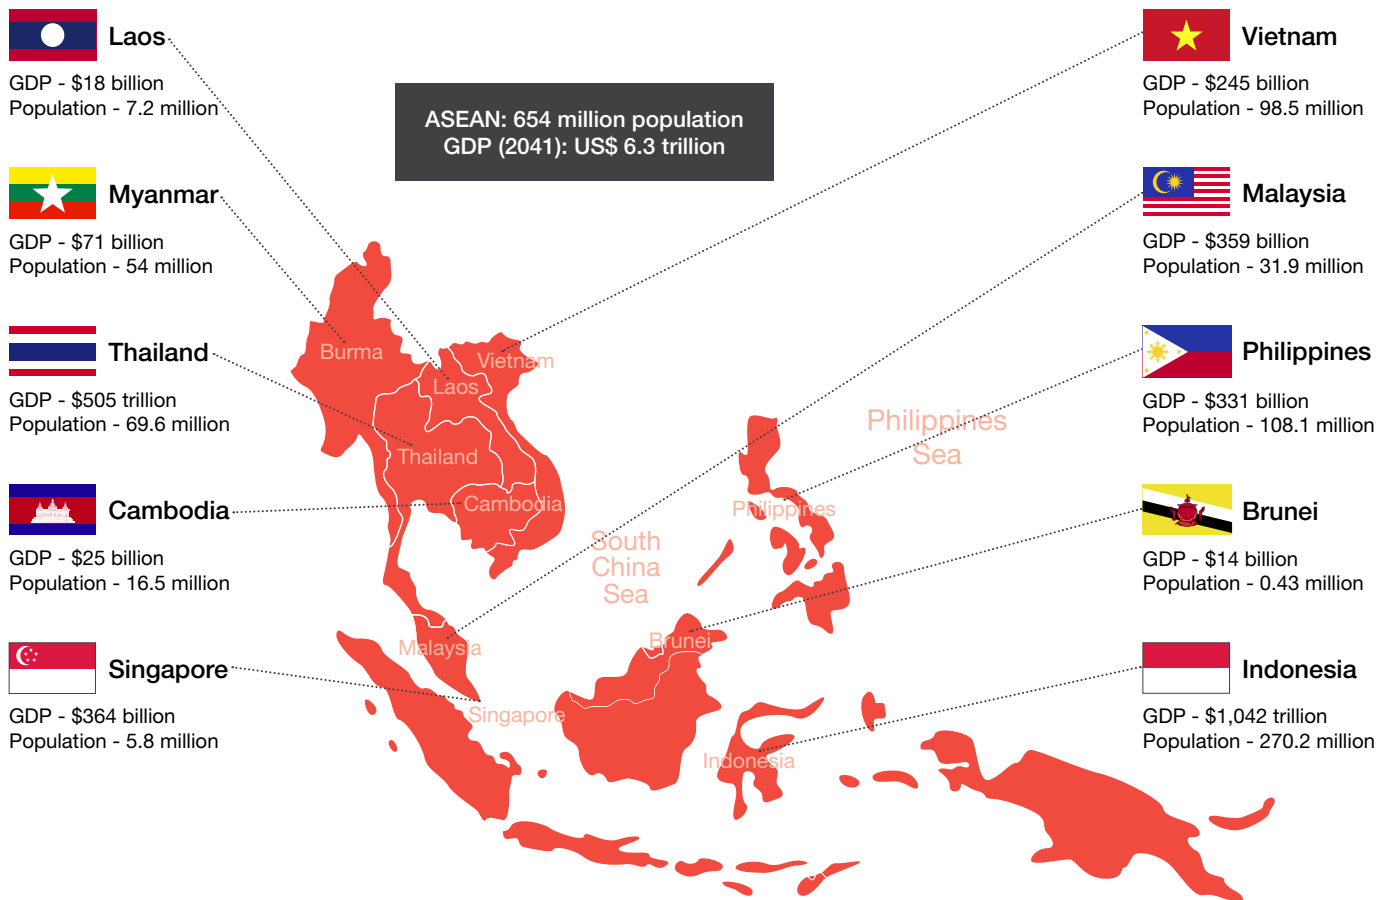 Laos
GDP - $18 billion
Population - 7.2 million
Myanmar
GDP - $71 billion
Population - 54 million
Thailand
GDP - $505 trillion
Population - 69.6 million
Cambodia
GDP - $25 billion
Population - 16.5 million
Singapore
GDP - $364 billion
Population - 5.8 million
ASEAN: 654 million population
GDP (2041): US$ 6.3 trillion
Burma
Vietnam
Laos
Thailand
Cambodia
Philippines
Sea
Philippines
South
China
Sea
Malaysia
Brunei
Singapore
Indonesia
Vietnam
GDP - $245 billion
Population - 98.5 million
Malaysia
GDP - $359 billion
Population - 31.9 million
Philippines
GDP - $331 billion
Population - 108.1 million
Brunei
GDP - $14 billion
Population - 0.43 million
Indonesia
GDP - $1,042 trillion
Population - 270.2 million